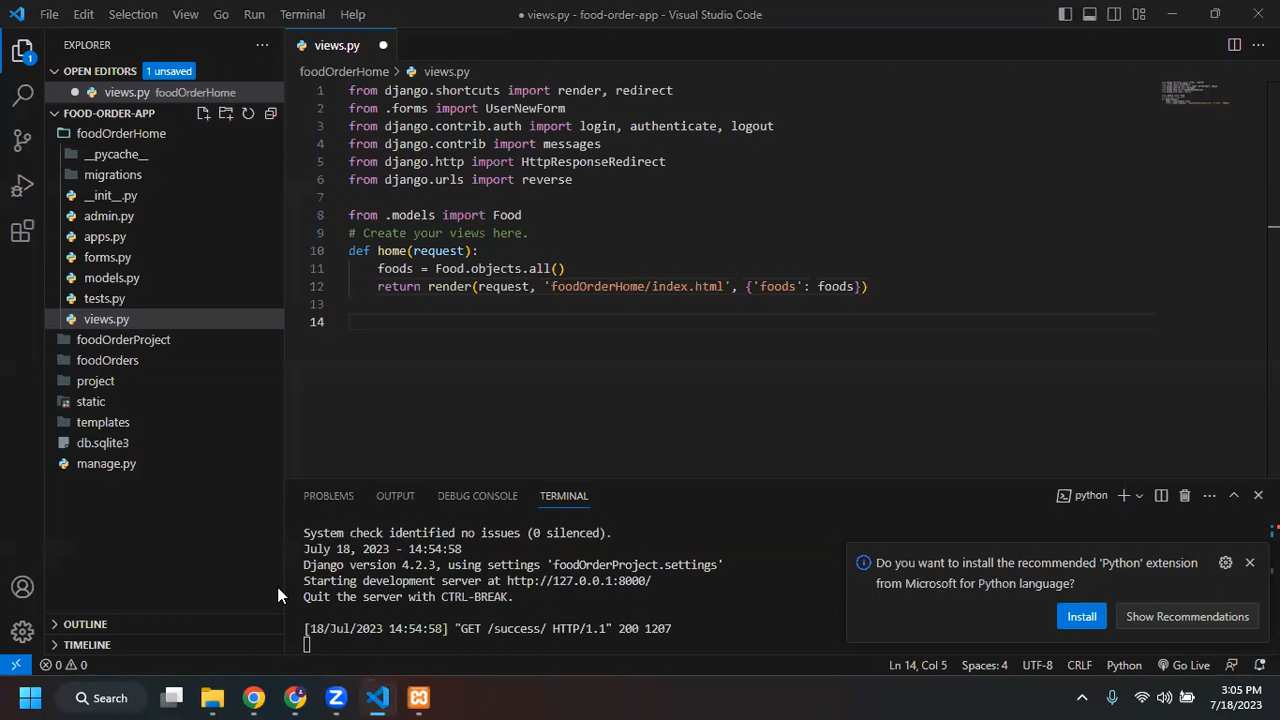 File Edit Selection View Go Run Terminal Help
● views.py - food-order-app - Visual Studio Code
EXPLORER
OPEN EDITORS 1 unsaved
views.py foodOrderHome
FOOD-ORDER-APP
foodOrderHome
__pycache__
migrations
__init__.py
admin.py
apps.py
forms.py
models.py
tests.py
views.py
foodOrderProject
foodOrders
project
static
templates
db.sqlite3
manage.py
OUTLINE
TIMELINE
views.py
foodOrderHome > views.py
1 from django.shortcuts import render, redirect
2 from .forms import UserNewForm
3 from django.contrib.auth import login, authenticate, logout
4 from django.contrib import messages
5 from django.http import HttpResponseRedirect
6 from django.urls import reverse
7
8 from .models import Food
9 # Create your views here.
10 def home(request):
11 foods = Food.objects.all()
12 return render(request, 'foodOrderHome/index.html', {'foods': foods})
13
14
PROBLEMS OUTPUT DEBUG CONSOLE TERMINAL
python
System check identified no issues (0 silenced).
July 18, 2023 - 14:54:58
Django version 4.2.3, using settings 'foodOrderProject.settings'
Starting development server at http://127.0.0.1:8000/
Quit the server with CTRL-BREAK.
[18/Jul/2023 14:54:58] "GET /success/ HTTP/1.1" 200 1207
Do you want to install the recommended 'Python' extension
from Microsoft for Python language?
Install Show Recommendations
0 0
Ln 14, Col 5 Spaces: 4 UTF-8 CRLF Python Go Live
1
Search
3:05 PM
7/18/2023